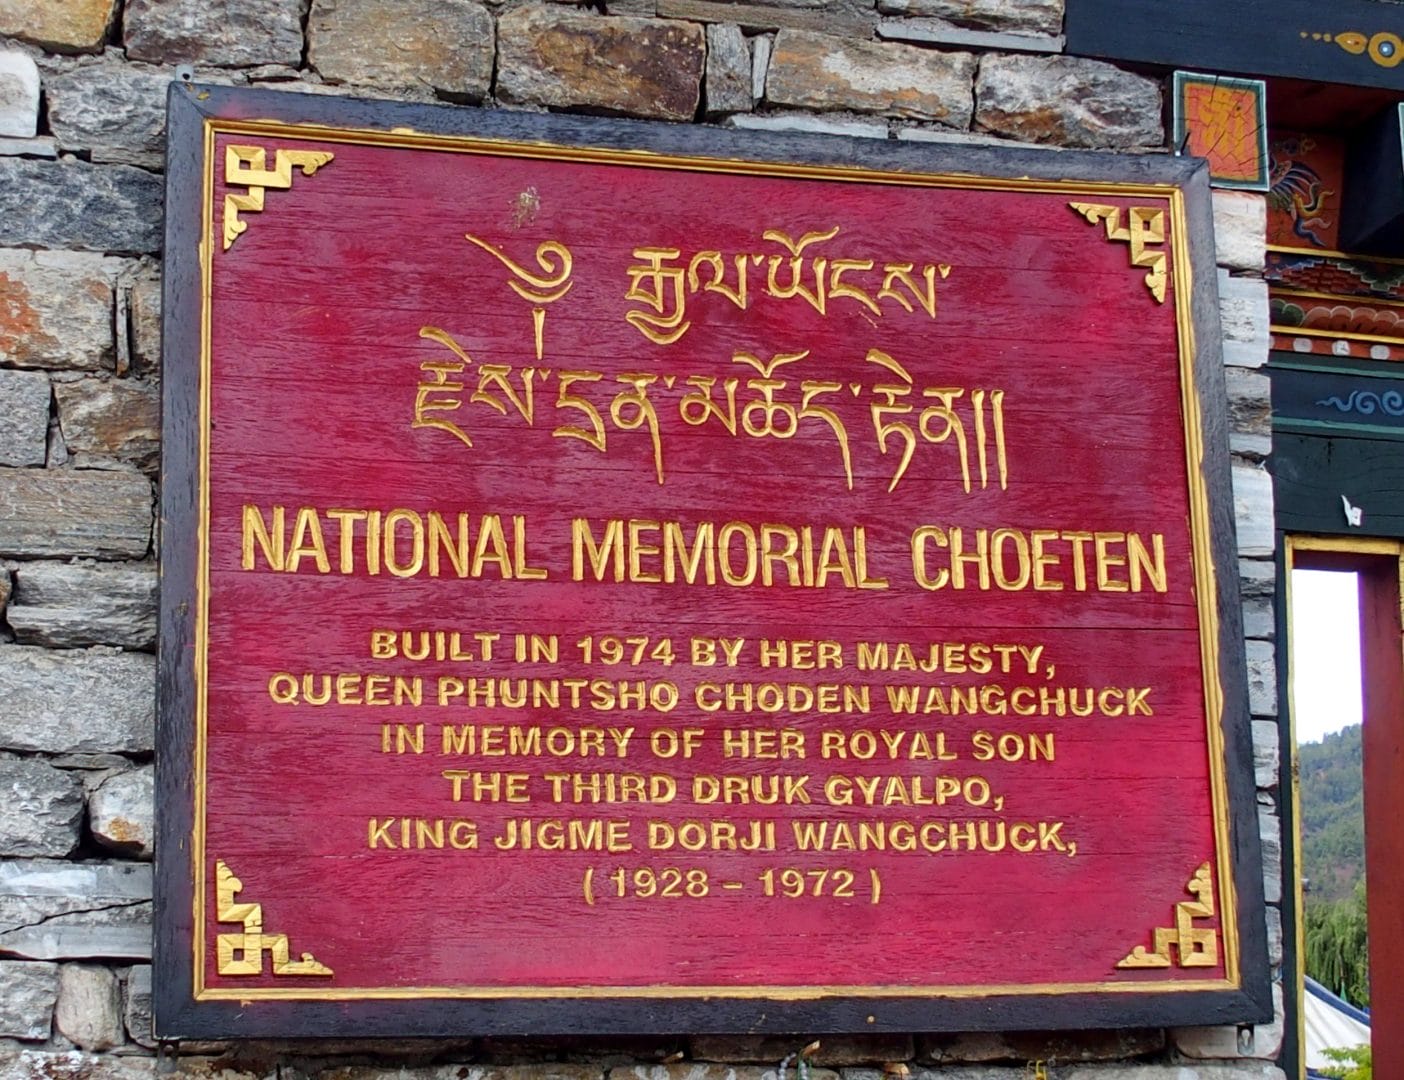 ༄། རྒྱལ་ཡོངས་
རྗེས་དྲན་མཆོད་རྟེན།།
NATIONAL MEMORIAL CHOETEN
BUILT IN 1974 BY HER MAJESTY,
QUEEN PHUNTSHO CHODEN WANGCHUCK
IN MEMORY OF HER ROYAL SON
THE THIRD DRUK GYALPO,
KING JIGME DORJI WANGCHUCK,
( 1928 – 1972 )